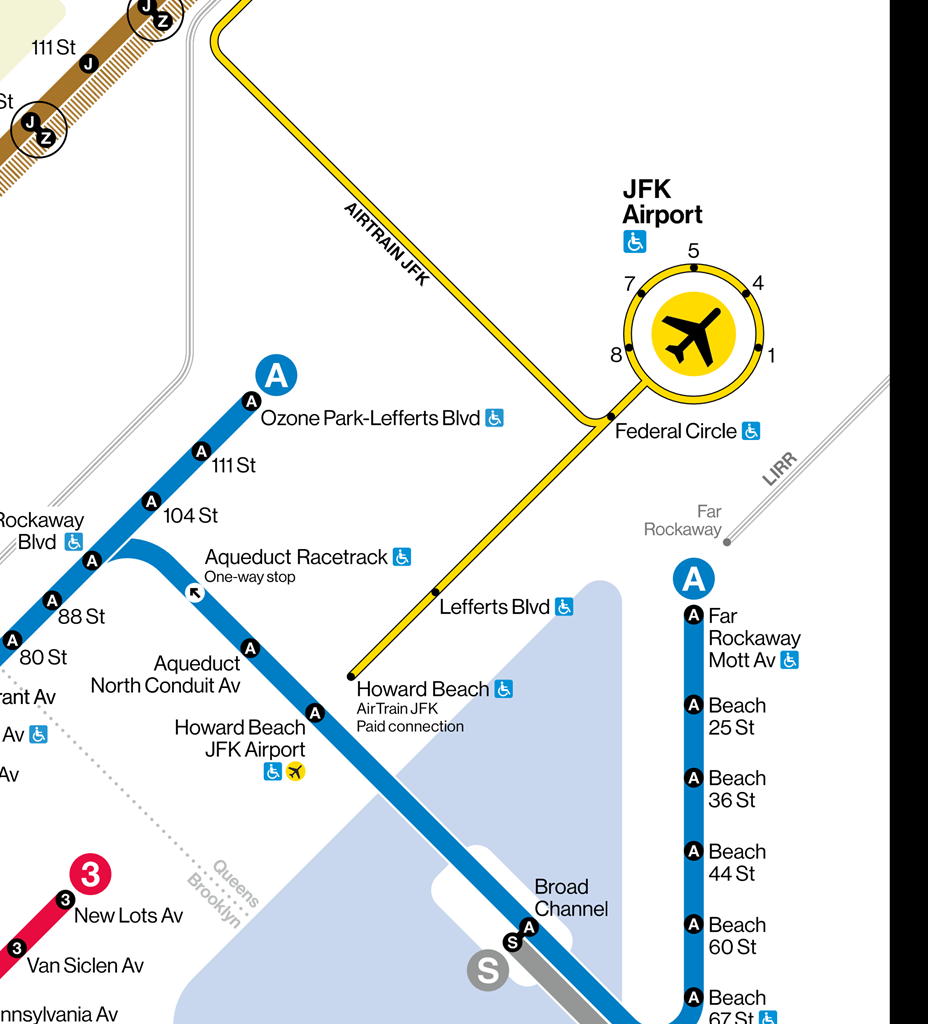 J
Z
111 St
J
St
J
Z
AIRTRAIN JFK
JFK
Airport
5
7
4
8
1
A
A
Ozone Park-Lefferts Blvd
Federal Circle
A
111 St
LIRR
A
104 St
Far
Rockaway
Rockaway
Blvd
A
Aqueduct Racetrack
One-way stop
A
88 St
Lefferts Blvd
A
80 St
A
Aqueduct
North Conduit Av
A
Howard Beach
JFK Airport
Howard Beach
AirTrain JFK
Paid connection
A
A
Far
Rockaway
Mott Av
A
Beach
25 St
A
Beach
36 St
A
Beach
44 St
A
Beach
60 St
A
Beach
67 St
rant Av
Av
Av
Queens
Brooklyn
3
3
New Lots Av
3
Van Siclen Av
nnsylvania Av
Broad
Channel
A
S
S